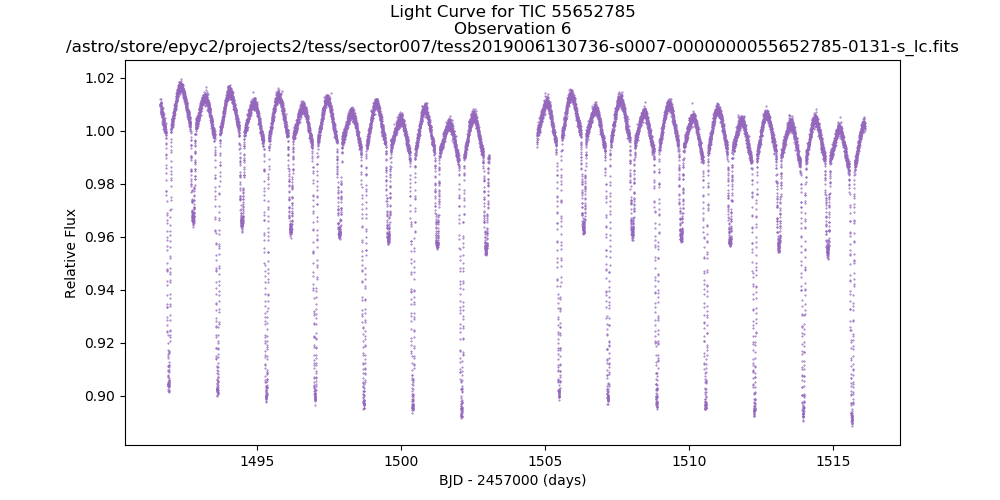 Light Curve for TIC 55652785
Observation 6
/astro/store/epyc2/projects2/tess/sector007/tess2019006130736-s0007-0000000055652785-0131-s_lc.fits
1.02
1.00
0.98
0.96
0.94
0.92
0.90
Relative Flux
1495
1500
1505
1510
1515
BJD - 2457000 (days)